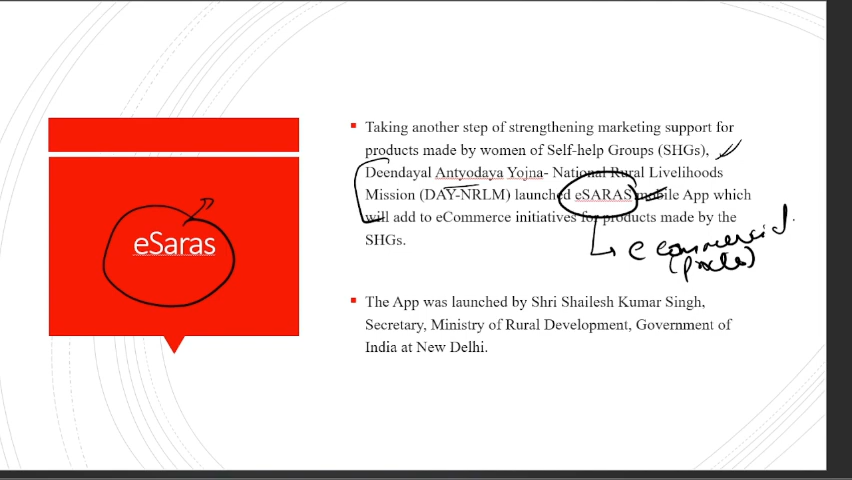 eSaras
Taking another step of strengthening marketing support for
products made by women of Self-help Groups (SHGs),
Deendayal Antyodaya Yojna- National Rural Livelihoods
Mission (DAY-NRLM) launched eSARAS mobile App which
will add to eCommerce initiatives for products made by the
SHGs.
e commercial
The App was launched by Shri Shailesh Kumar Singh,
Secretary, Ministry of Rural Development, Government of
India at New Delhi.